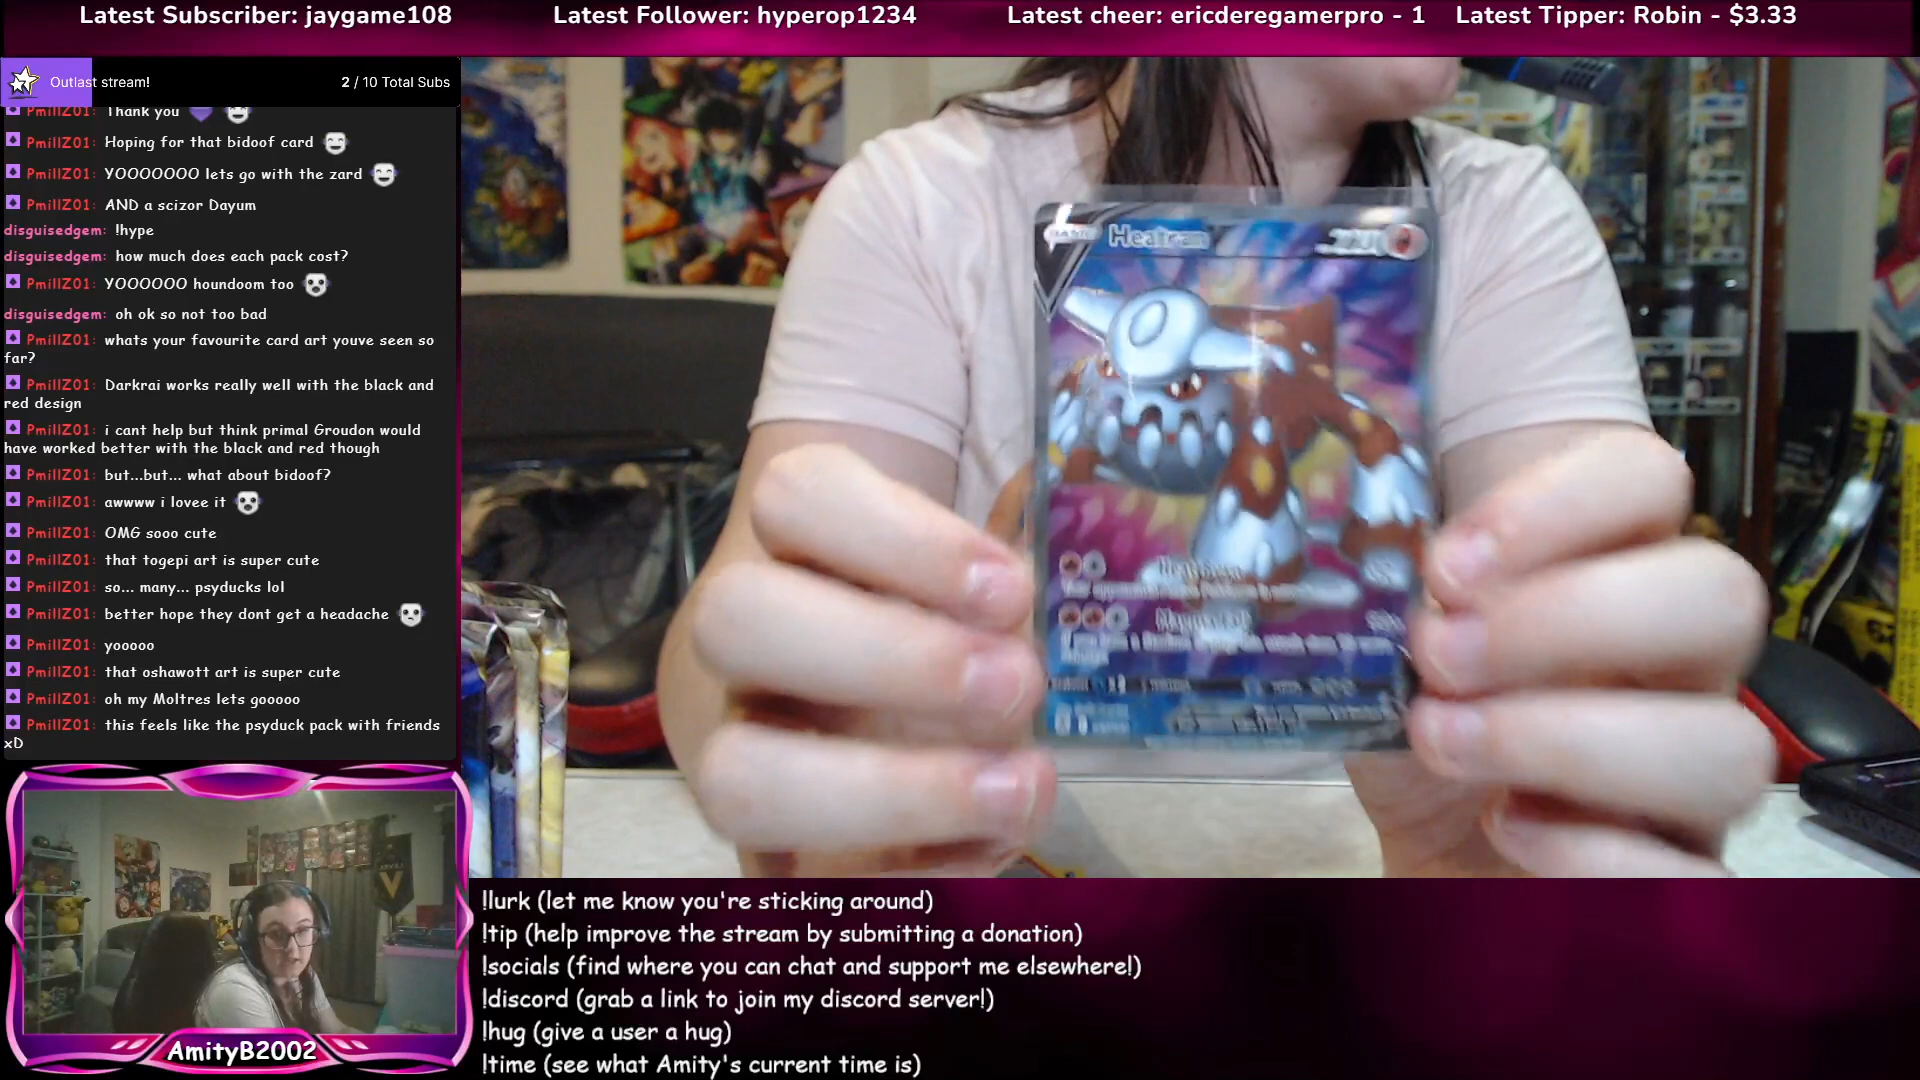 Latest Subscriber: jaygame108
Latest Follower: hyperop1234
Latest cheer: ericderegamerpro - 1
Latest Tipper: Robin - $3.33
Outlast stream!
2 / 10 Total Subs
PmillZ01: Thank you
PmillZ01: Hoping for that bidoof card
PmillZ01: YOOOOOOO lets go with the zard
PmillZ01: AND a scizor Dayum
disguisedgem: !hype
disguisedgem: how much does each pack cost?
PmillZ01: YOOOOOO houndoom too
disguisedgem: oh ok so not too bad
PmillZ01: whats your favourite card art youve seen so
far?
PmillZ01: Darkrai works really well with the black and
red design
PmillZ01: i cant help but think primal Groudon would
have worked better with the black and red though
PmillZ01: but...but... what about bidoof?
PmillZ01: awwww i lovee it
PmillZ01: OMG sooo cute
PmillZ01: that togepi art is super cute
PmillZ01: so... many... psyducks lol
PmillZ01: better hope they dont get a headache
PmillZ01: yoooo
PmillZ01: that oshawott art is super cute
PmillZ01: oh my Moltres lets gooooo
PmillZ01: this feels like the psyduck pack with friends
xD
Heatran
AmityB2002
!lurk (let me know you're sticking around)
!tip (help improve the stream by submitting a donation)
!socials (find where you can chat and support me elsewhere!)
!discord (grab a link to join my discord server!)
!hug (give a user a hug)
!time (see what Amity's current time is)